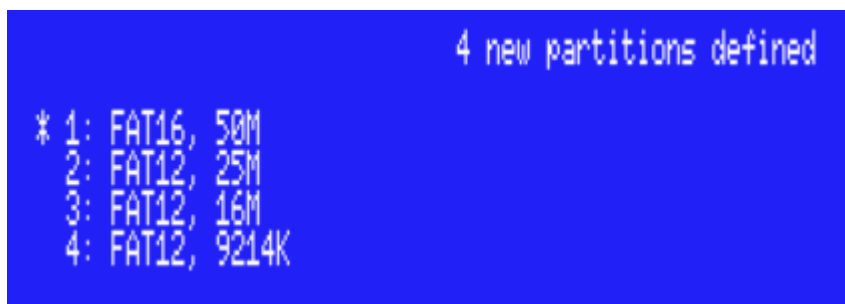 4 new partitions defined
* 1: FAT16, 50M
2: FAT12, 25M
3: FAT12, 16M
4: FAT12, 9214K